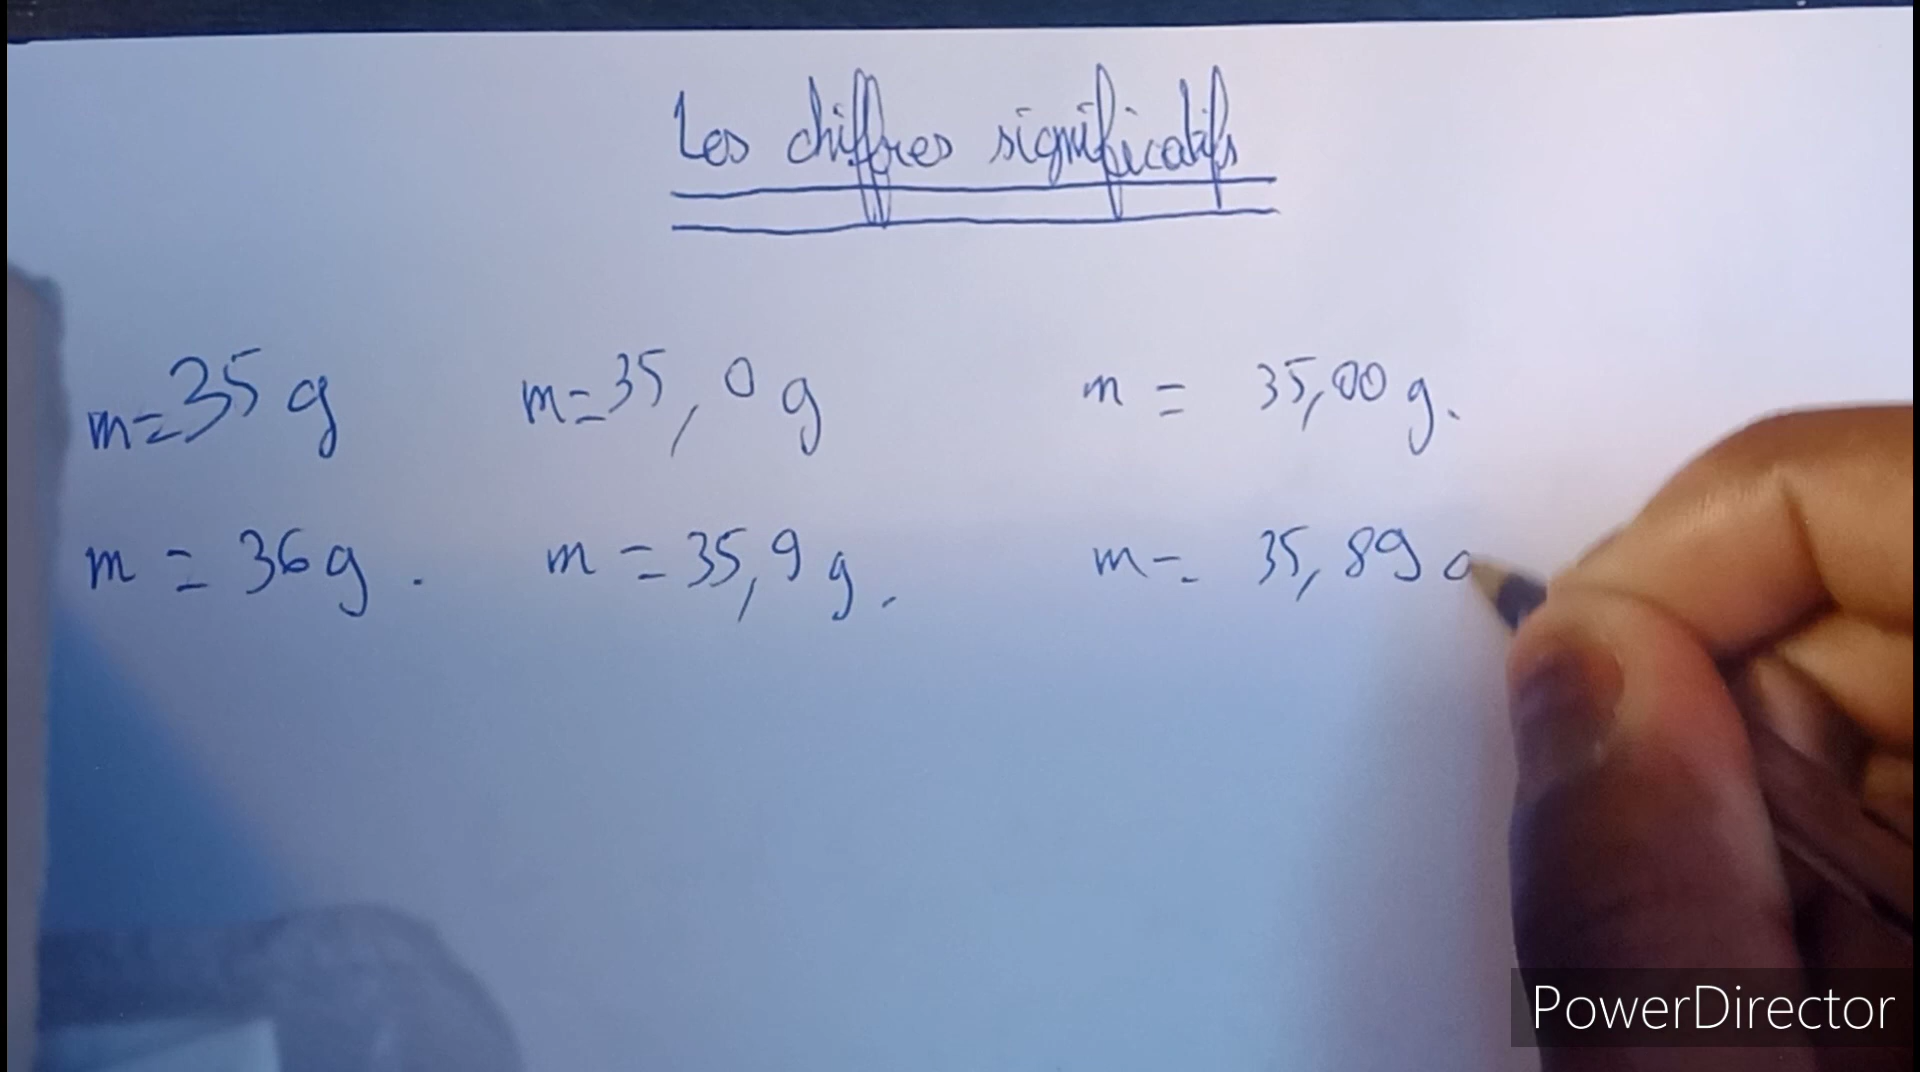 Les chiffres significatifs
m=35 g m=35,0 g m = 35,00 g.
m = 36 g. m = 35,9 g. m = 35,89 g
PowerDirector